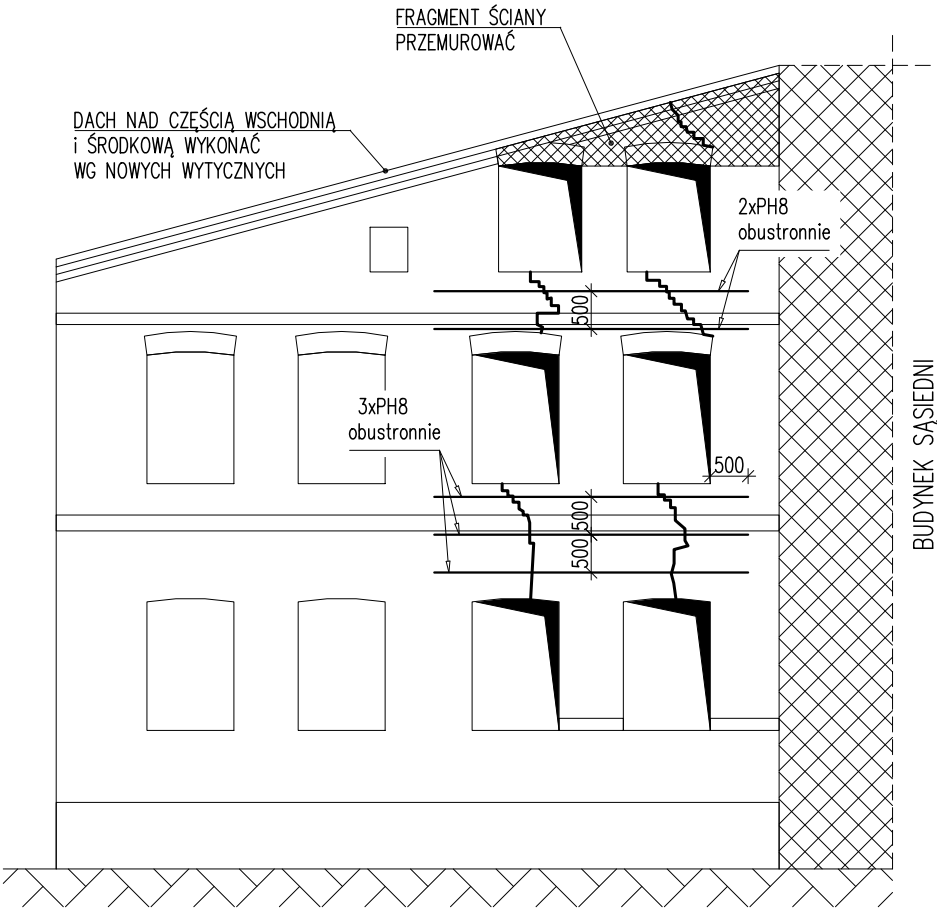 FRAGMENT ŚCIANY
PRZEMUROWAĆ
DACH NAD CZĘŚCIĄ WSCHODNIĄ
i ŚRODKOWĄ WYKONAĆ
WG NOWYCH WYTYCZNYCH
2xPH8
obustronnie
500
3xPH8
obustronnie
500
500
500
BUDYNEK SĄSIEDNI